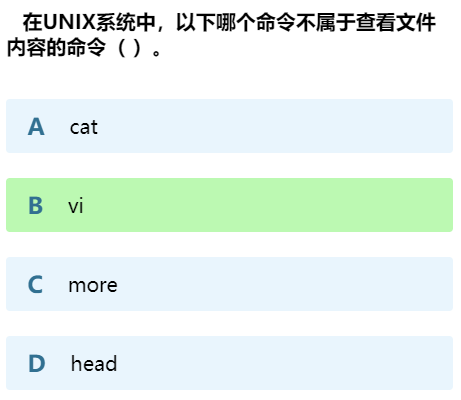 在UNIX系统中，以下哪个命令不属于查看文件
内容的命令（ ）。
A cat
B vi
C more
D head